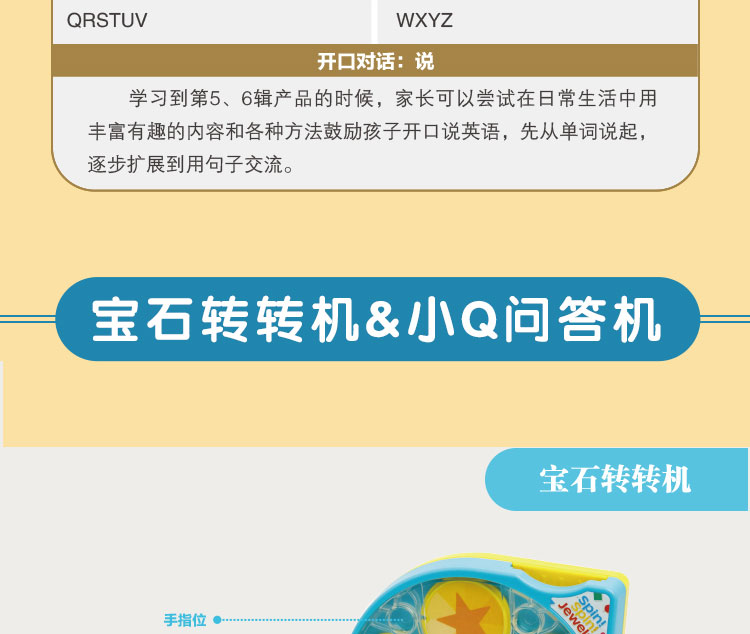 QRSTUV WXYZ
开口对话：说
学习到第5、6辑产品的时候，家长可以尝试在日常生活中用
丰富有趣的内容和各种方法鼓励孩子开口说英语，先从单词说起，
逐步扩展到用句子交流。
宝石转转机&小Q问答机
宝石转转机
手指位
Spin!
Spin!